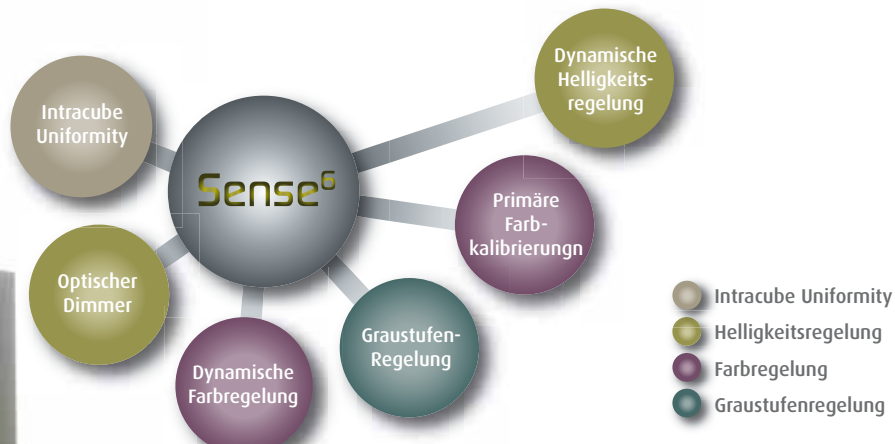 Dynamische
Helligkeits-
regelung
Intracube
Uniformity
Sense⁶
Primäre
Farb-
kalibrierungn
Optischer
Dimmer
Graustufen-
Regelung
Dynamische
Farbregelung
Intracube Uniformity
Helligkeitsregelung
Farbregelung
Graustufenregelung